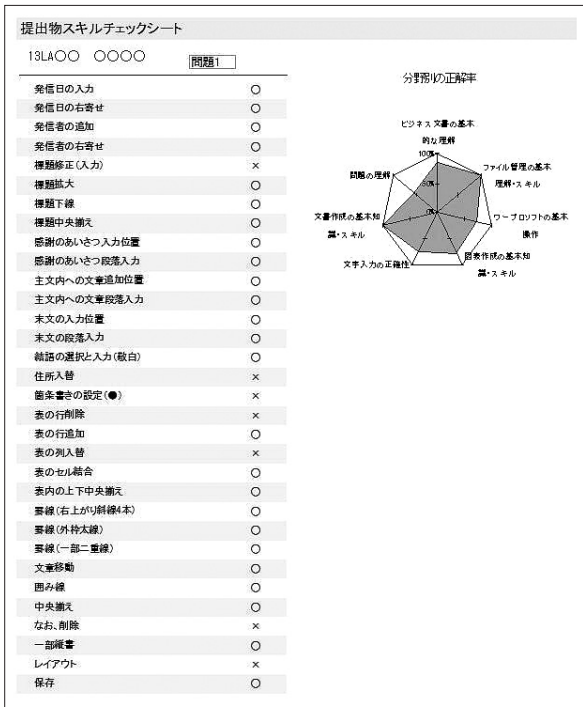 提出物スキルチェックシート
13LA〇〇 〇〇〇〇
問題1
発信日の入力 〇
発信日の右寄せ 〇
発信者の追加 〇
発信者の右寄せ 〇
標題修正(入力) ×
標題拡大 〇
標題下線 〇
標題中央揃え 〇
感謝のあいさつ入力位置 〇
感謝のあいさつ段落入力 〇
主文内への文章追加位置 〇
主文内への文章段落入力 〇
末文の入力位置 〇
末文の段落入力 〇
結語の選択と入力(敬白) 〇
住所入替 ×
箇条書きの設定(●) ×
表の行削除 ×
表の行追加 〇
表の列入替 ×
表のセル結合 〇
表内の上下中央揃え 〇
罫線(右上がり斜線4本) 〇
罫線(外枠太線) 〇
罫線(一部二重線) 〇
文章移動 〇
囲み線 〇
中央揃え 〇
なお、削除 ×
一部縦書 〇
レイアウト ×
保存 〇
分野別の正解率
ビジネス文書の基本
的な理解
100%
50%
0%
ファイル管理の基本
理解・スキル
ワープロソフトの基本
操作
図表作成の基本知
識・スキル
文字入力の正確性
文書作成の基本知
識・スキル
問題の理解